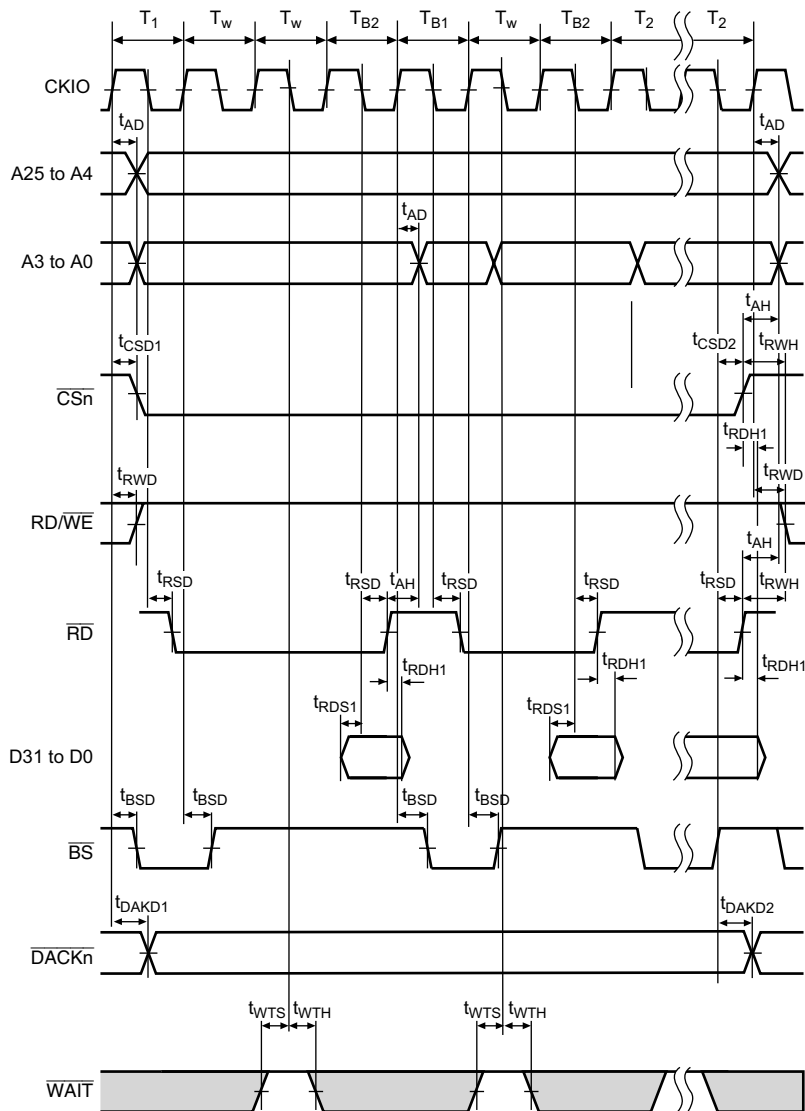 T1 Tw Tw TB2 TB1 Tw TB2 T2 T2
CKIO
tAD tAD
A25 to A4
tAD
A3 to A0
tAH
tCSD1 tCSD2 tRWH
CSn
tRDH1
tRWD tRWD
RD/WE
tAH
tRSD tRSD tAH tRSD tRSD tRSD tRWH
RD
tRDH1 tRDH1 tRDH1
tRDS1 tRDS1
D31 to D0
tBSD tBSD tBSD tBSD
BS
tDAKD1 tDAKD2
DACKn
tWTS tWTH tWTS tWTH
WAIT